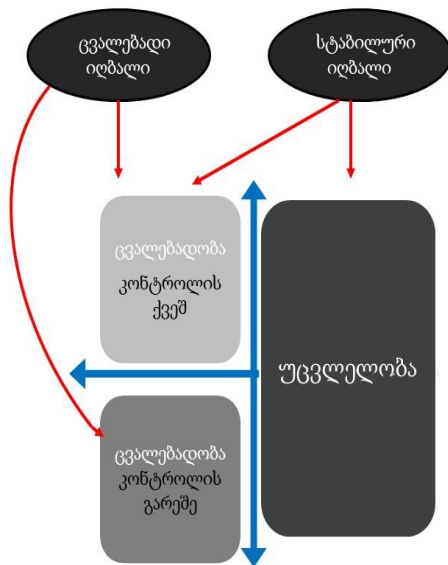 ცვალებადი
იღბალი
სტაბილური
იღბალი
ცვალებადობა
კონტროლის
ქვეშ
უცვლელობა
ცვალებადობა
კონტროლის
გარეშე